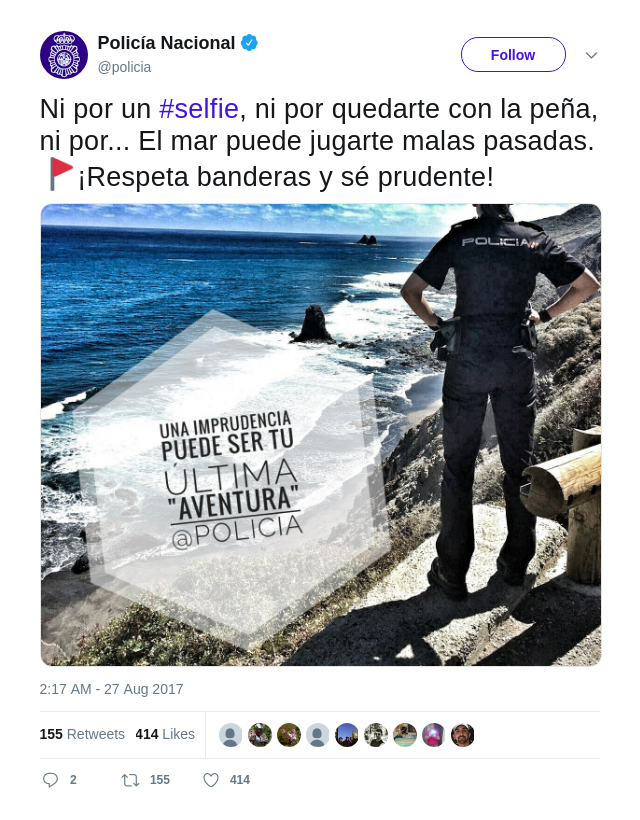 Policía Nacional
@policia
Follow
Ni por un #selfie, ni por quedarte con la peña,
ni por... El mar puede jugarte malas pasadas.
🚩¡Respeta banderas y sé prudente!
POLICIA
UNA IMPRUDENCIA
PUEDE SER TU
ÚLTIMA
"AVENTURA"
@POLICIA
2:17 AM - 27 Aug 2017
155 Retweets 414 Likes
2 155 414